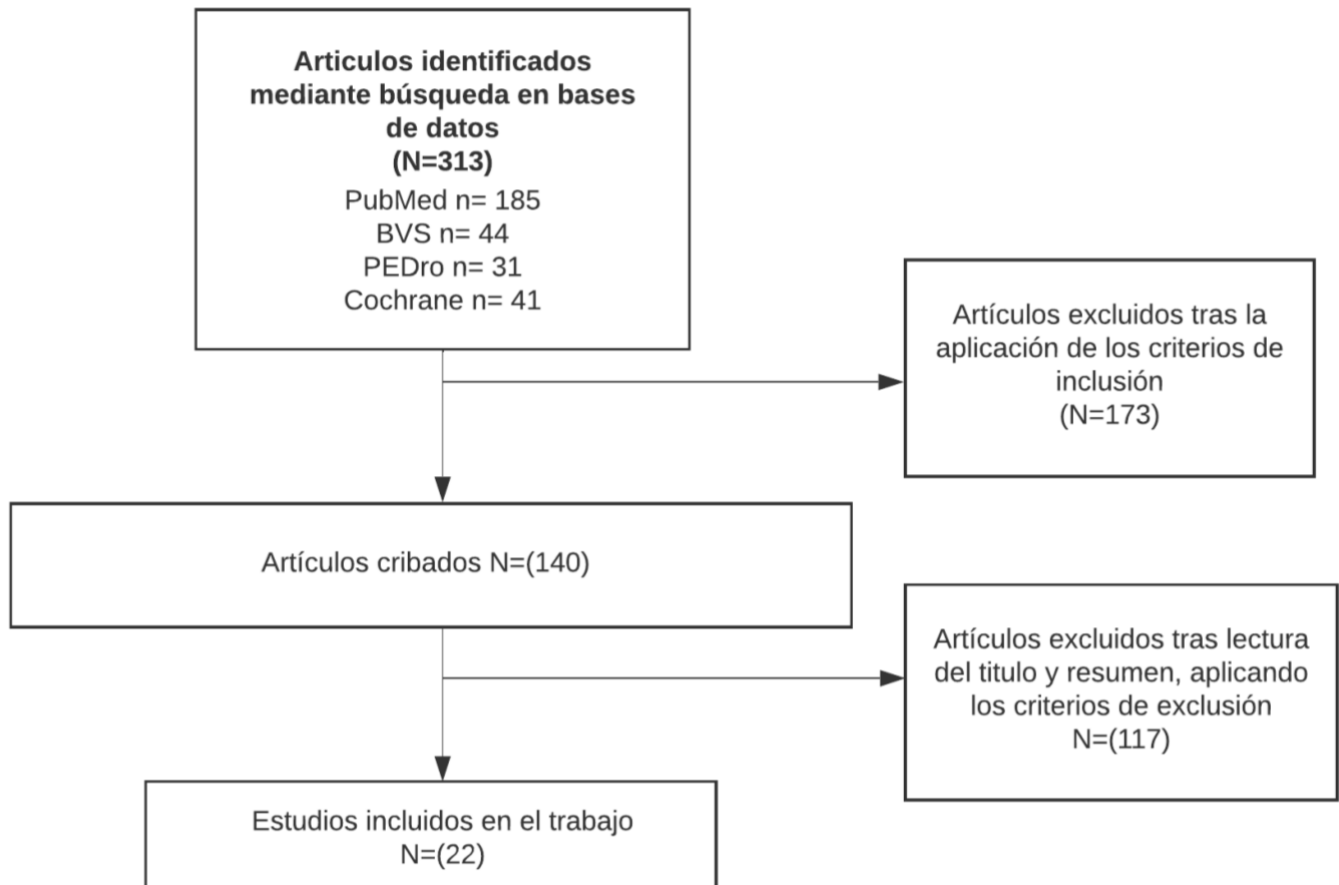 Articulos identificados
mediante búsqueda en bases
de datos
(N=313)
PubMed n= 185
BVS n= 44
PEDro n= 31
Cochrane n= 41
Artículos excluidos tras la
aplicación de los criterios de
inclusión
(N=173)
Artículos cribados N=(140)
Artículos excluidos tras lectura
del titulo y resumen, aplicando
los criterios de exclusión
N=(117)
Estudios incluidos en el trabajo
N=(22)